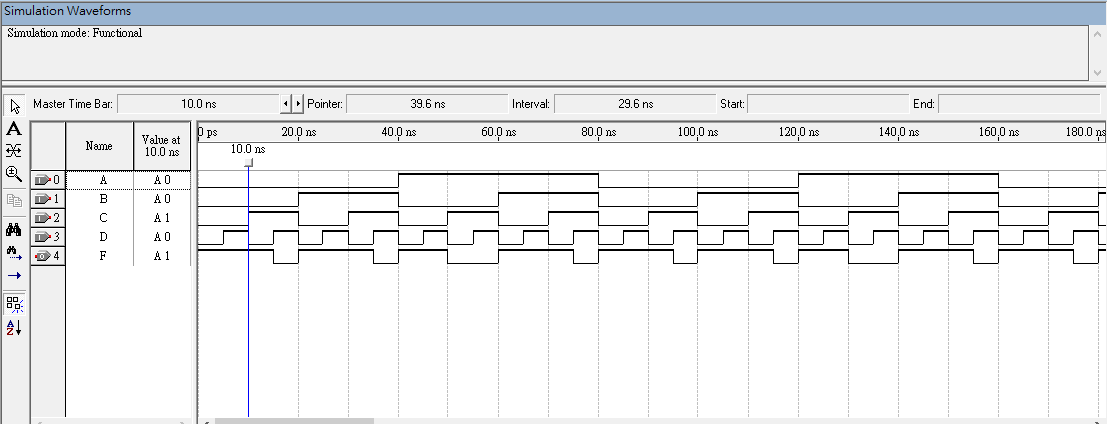 Simulation Waveforms
Simulation mode: Functional
Master Time Bar: 10.0 ns Pointer: 39.6 ns Interval: 29.6 ns Start: End:
Name Value at 10.0 ns 0 ps 20.0 ns 40.0 ns 60.0 ns 80.0 ns 100.0 ns 120.0 ns 140.0 ns 160.0 ns 180.0 ns
10.0 ns
0 A A 0
1 B A 0
2 C A 1
3 D A 0
4 F A 1